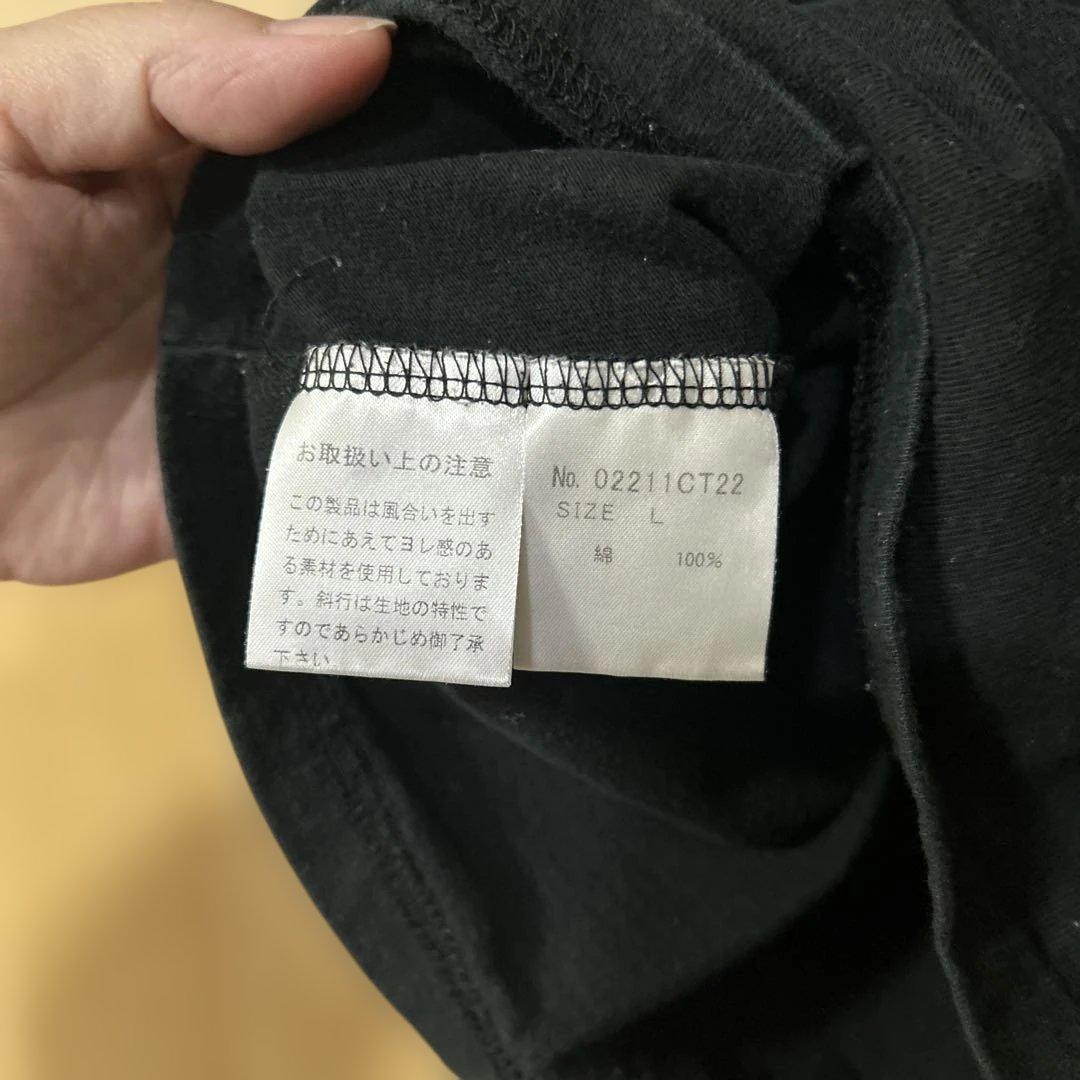 お取扱い上の注意
この製品は風合いを出す
ためにあえてヨレ感のあ
る素材を使用しておりま
す。斜行は生地の特性で
すのであらかじめ御了承
下さい
No. 02211CT22
SIZE L
綿 100%